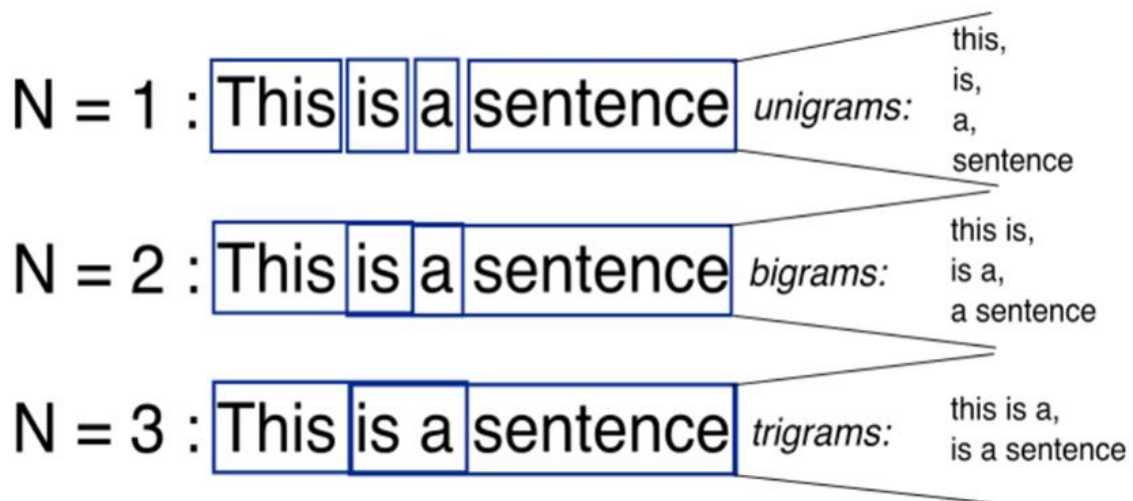 N = 1 : This is a sentence unigrams:
this,
is,
a,
sentence
N = 2 : This is a sentence bigrams:
this is,
is a,
a sentence
N = 3 : This is a sentence trigrams:
this is a,
is a sentence